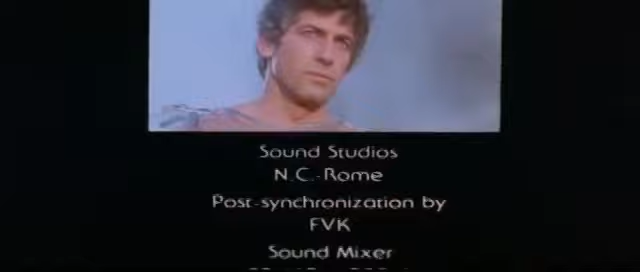 Sound Studios
N.C.-Rome
Post-synchronization by
FVK
Sound Mixer